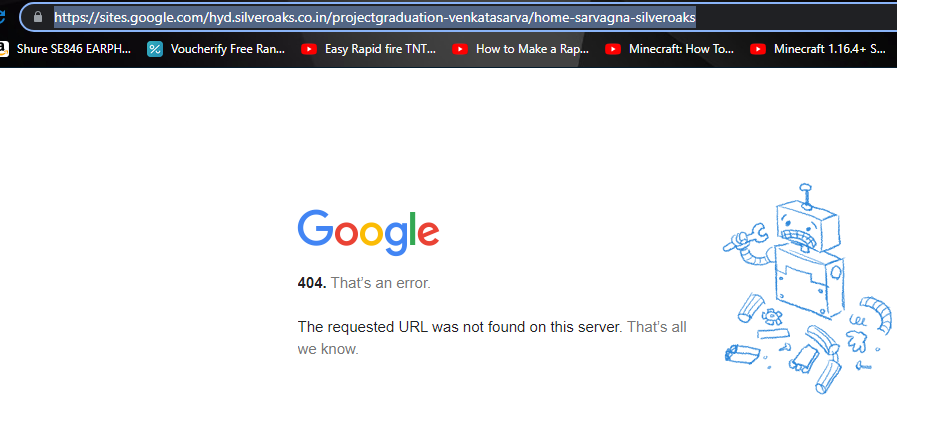 https://sites.google.com/hyd.silveroaks.co.in/projectgraduation-venkatasarva/home-sarvagna-silveroaks
Shure SE846 EARPH... Voucherify Free Ran... Easy Rapid fire TNT... How to Make a Rap... Minecraft: How To... Minecraft 1.16.4+ S...
Google
404. That's an error.
The requested URL was not found on this server. That's all
we know.